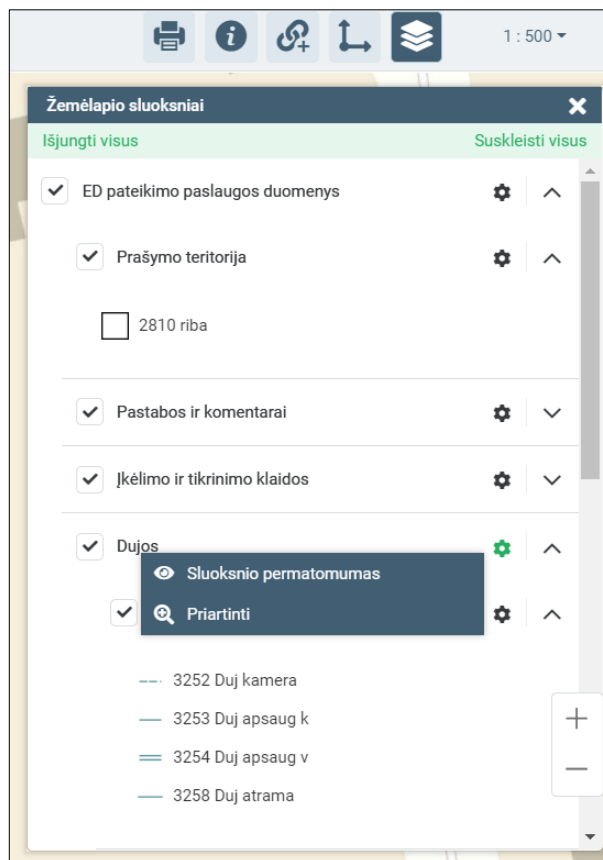 1 : 500
Žemėlapio sluoksniai
Išjungti visus Suskleisti visus
ED pateikimo paslaugos duomenys
Prašymo teritorija
2810 riba
Pastabos ir komentarai
Įkėlimo ir tikrinimo klaidos
Dujos
Sluoksnio permatomumas
Priartinti
3252 Duj kamera
3253 Duj apsaug k
3254 Duj apsaug v
3258 Duj atrama